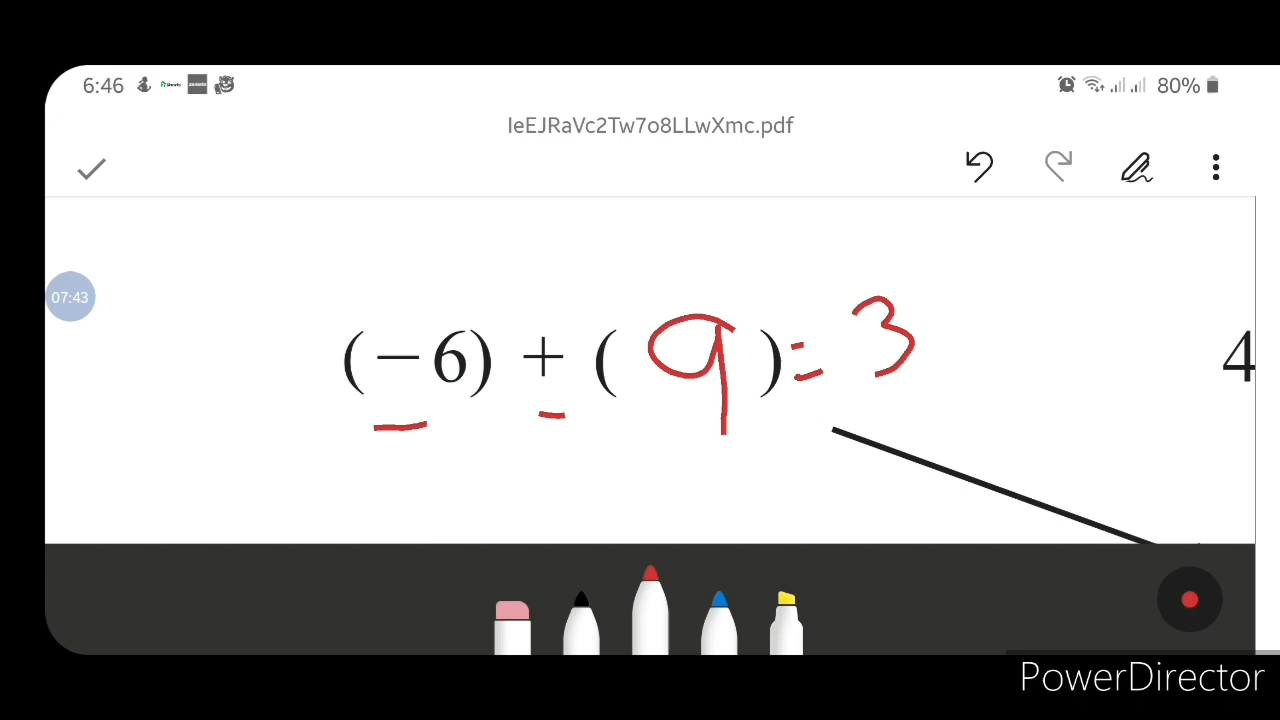 6:46 80%
IeEJRaVc2Tw7o8LLwXmc.pdf
07:43
(−6) + ( 9 ) = 3
4
PowerDirector